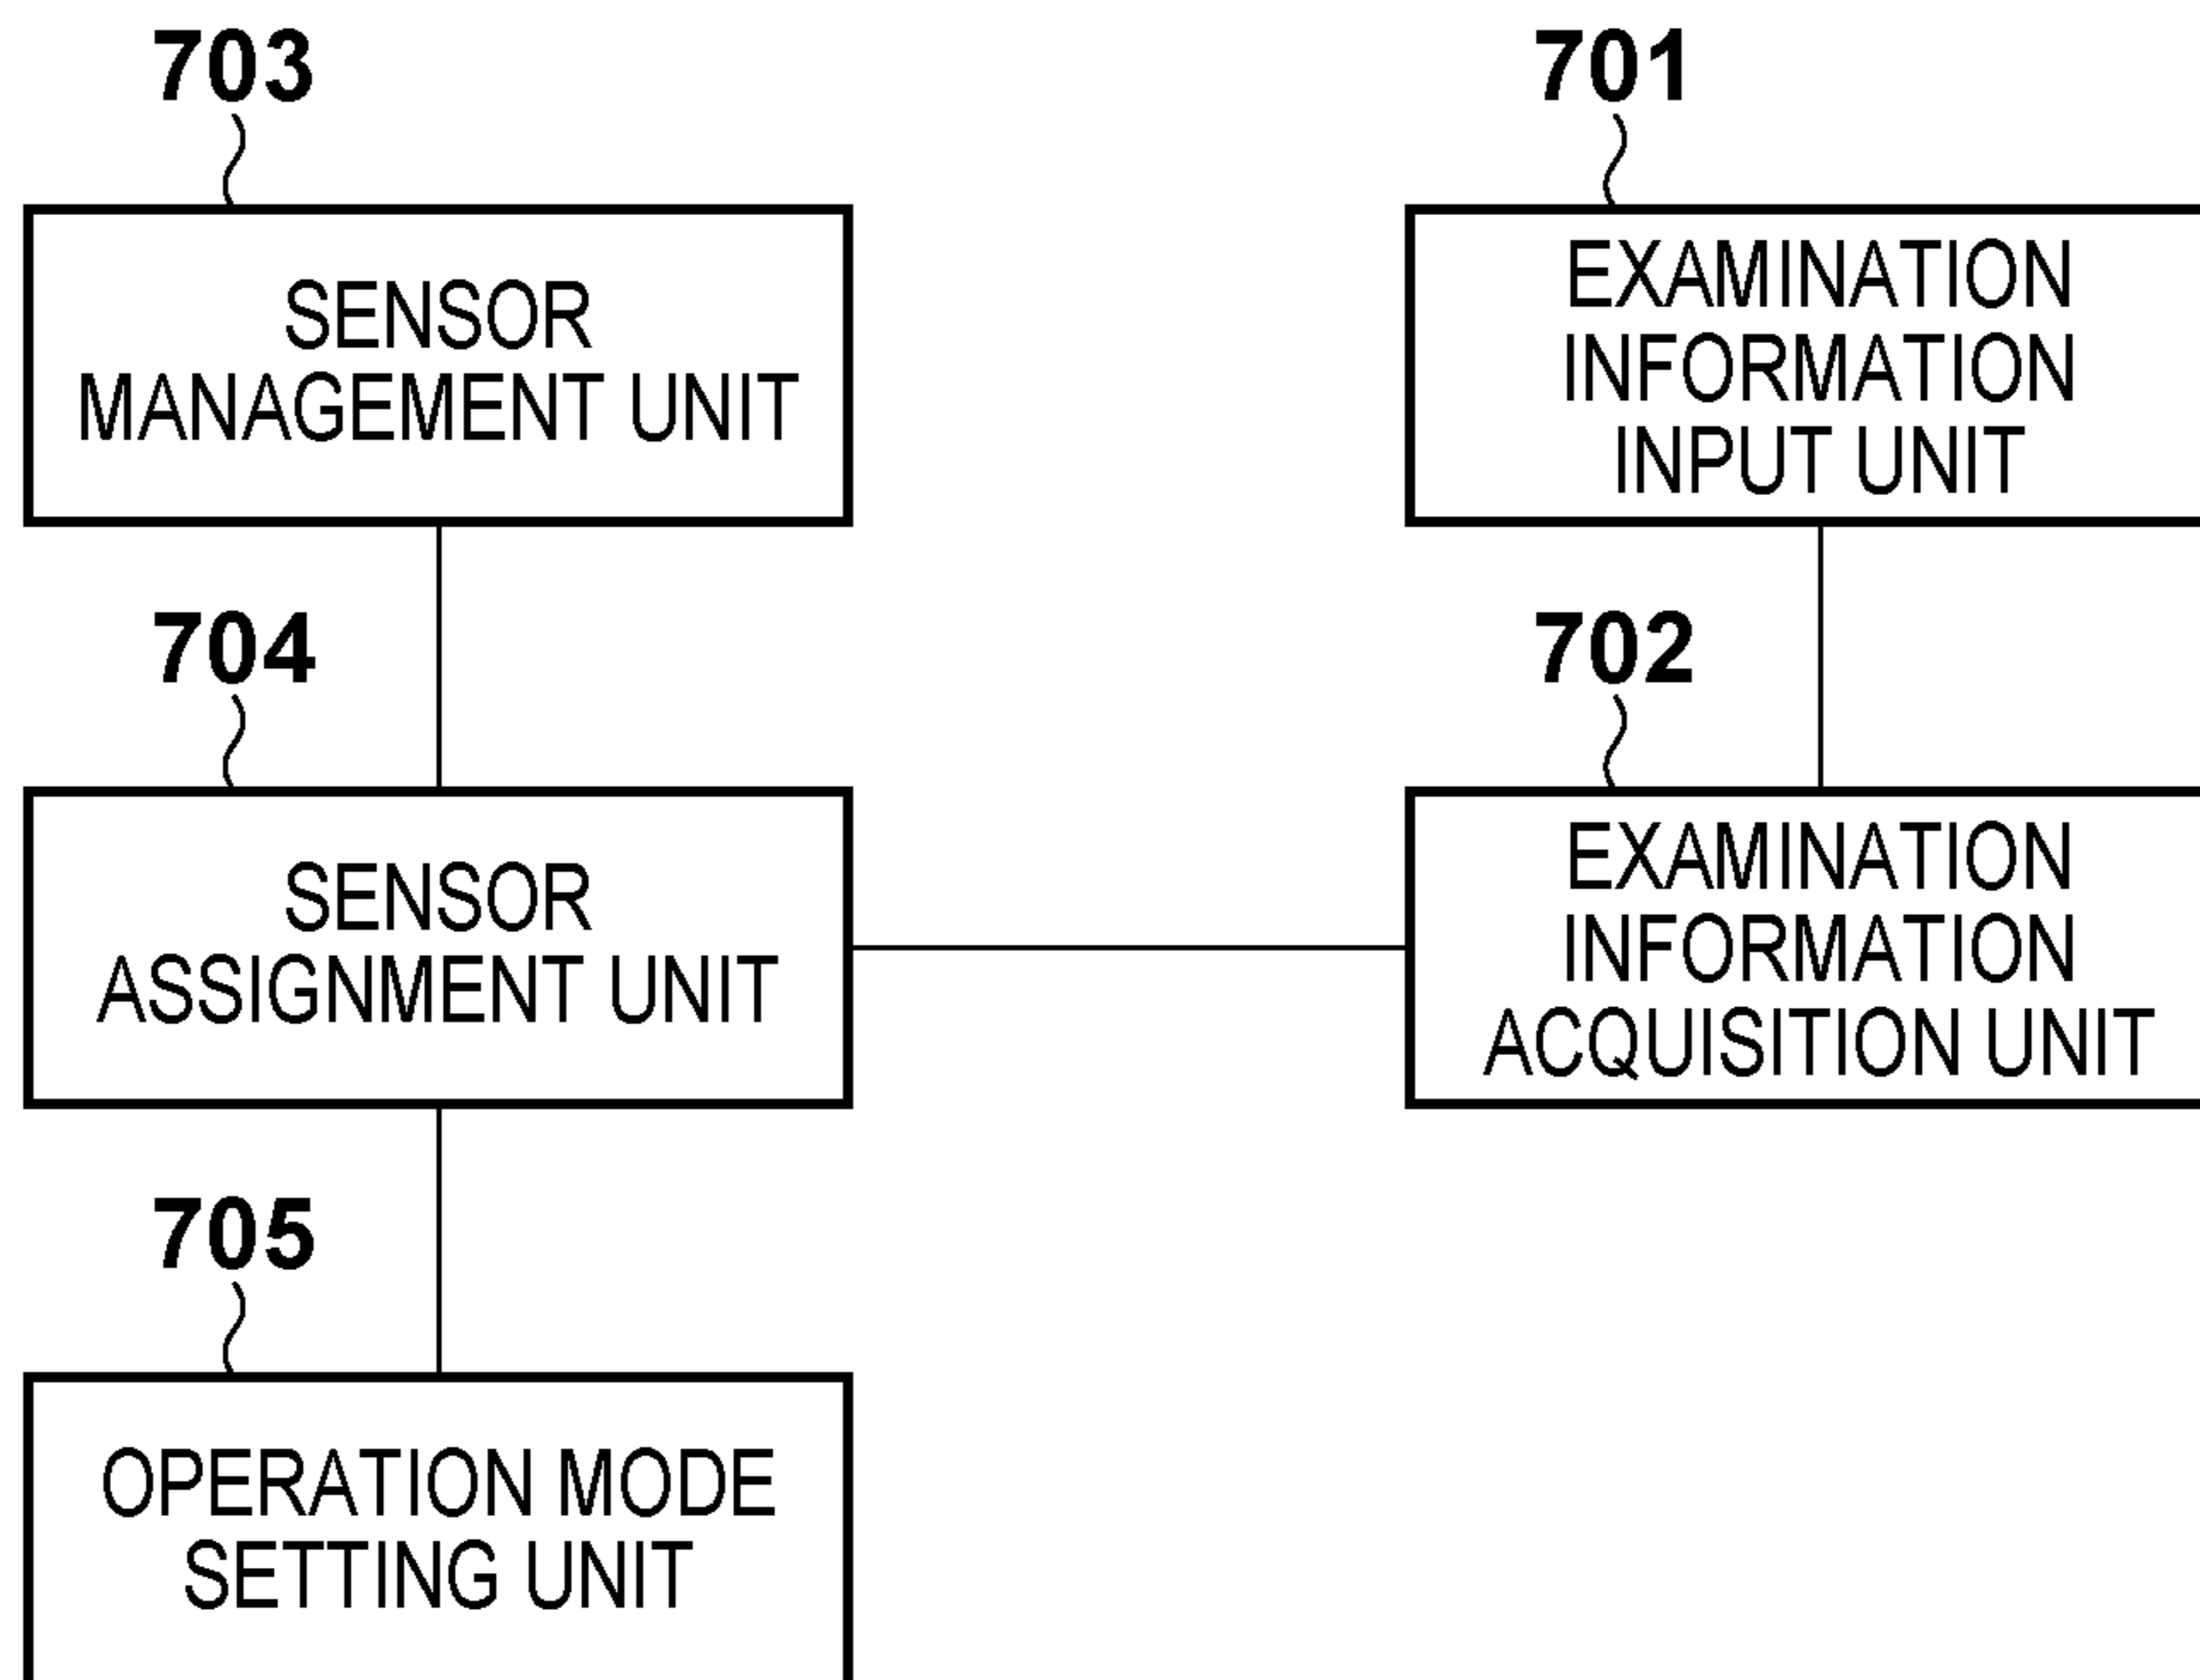 703
SENSOR
MANAGEMENT UNIT
701
EXAMINATION
INFORMATION
INPUT UNIT
704
SENSOR
ASSIGNMENT UNIT
702
EXAMINATION
INFORMATION
ACQUISITION UNIT
705
OPERATION MODE
SETTING UNIT